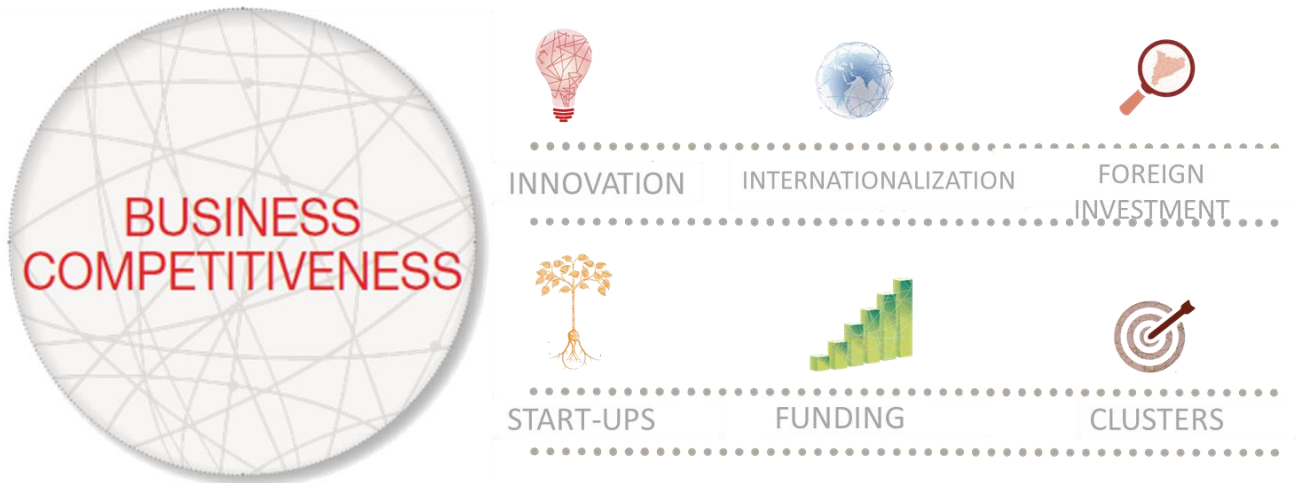 BUSINESS
COMPETITIVENESS
INNOVATION
INTERNATIONALIZATION
FOREIGN
INVESTMENT
START-UPS
FUNDING
CLUSTERS